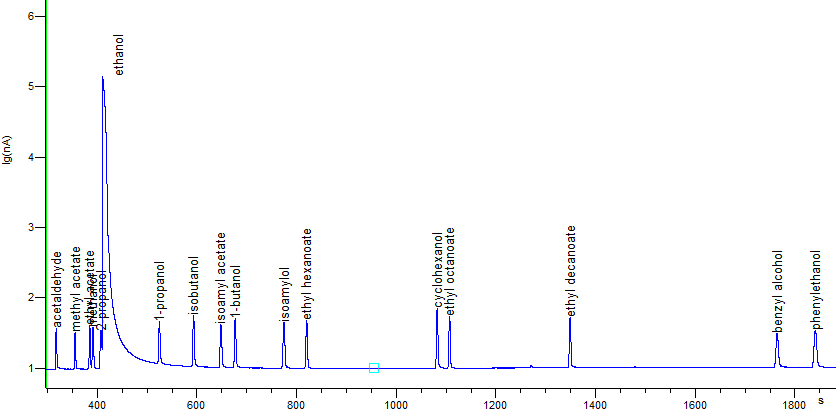 lg(nA)
6
5
4
3
2
1
acetaldehyde
methyl acetate
ethyl acetate
methanol
2-propanol
ethanol
1-propanol
isobutanol
isoamyl acetate
1-butanol
isoamylol
ethyl hexanoate
cyclohexanol
ethyl octanoate
ethyl decanoate
benzyl alcohol
phenylethanol
400 600 800 1000 1200 1400 1600 1800 s